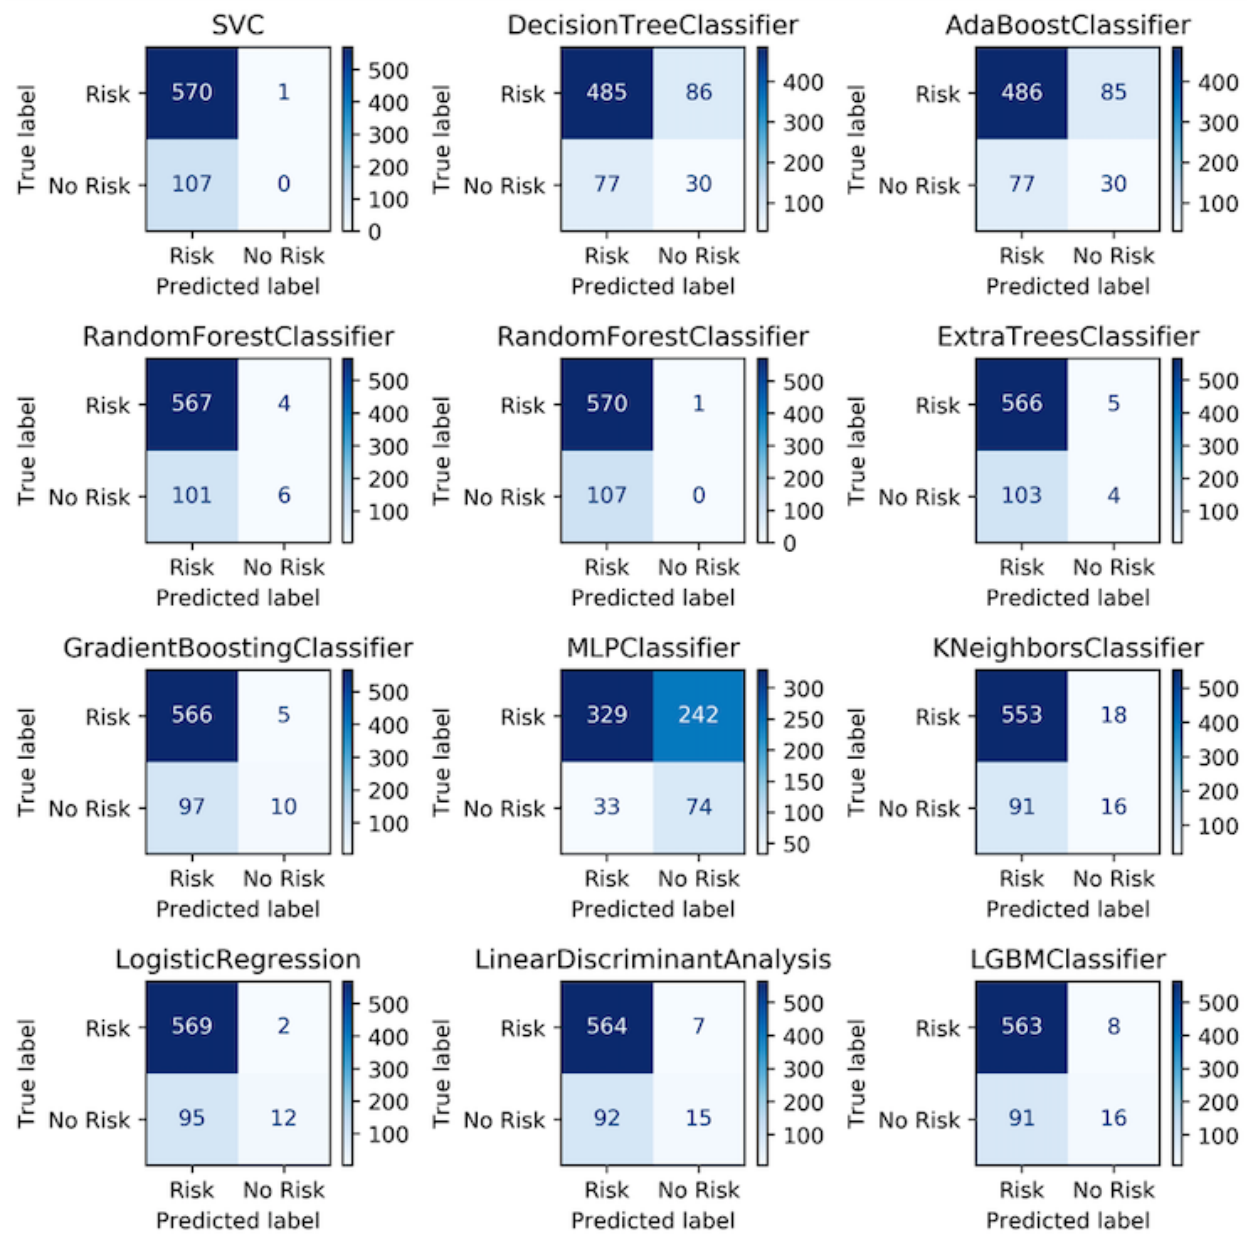 SVC
True label
Risk 570 1
No Risk 107 0
500
400
300
200
100
0
Risk No Risk
Predicted label
DecisionTreeClassifier
True label
Risk 485 86
No Risk 77 30
400
300
200
100
Risk No Risk
Predicted label
AdaBoostClassifier
True label
Risk 486 85
No Risk 77 30
400
300
200
100
Risk No Risk
Predicted label
RandomForestClassifier
True label
Risk 567 4
No Risk 101 6
500
400
300
200
100
Risk No Risk
Predicted label
RandomForestClassifier
True label
Risk 570 1
No Risk 107 0
500
400
300
200
100
0
Risk No Risk
Predicted label
ExtraTreesClassifier
True label
Risk 566 5
No Risk 103 4
500
400
300
200
100
Risk No Risk
Predicted label
GradientBoostingClassifier
True label
Risk 566 5
No Risk 97 10
500
400
300
200
100
Risk No Risk
Predicted label
MLPClassifier
True label
Risk 329 242
No Risk 33 74
300
250
200
150
100
50
Risk No Risk
Predicted label
KNeighborsClassifier
True label
Risk 553 18
No Risk 91 16
500
400
300
200
100
Risk No Risk
Predicted label
LogisticRegression
True label
Risk 569 2
No Risk 95 12
500
400
300
200
100
Risk No Risk
Predicted label
LinearDiscriminantAnalysis
True label
Risk 564 7
No Risk 92 15
500
400
300
200
100
Risk No Risk
Predicted label
LGBMClassifier
True label
Risk 563 8
No Risk 91 16
500
400
300
200
100
Risk No Risk
Predicted label